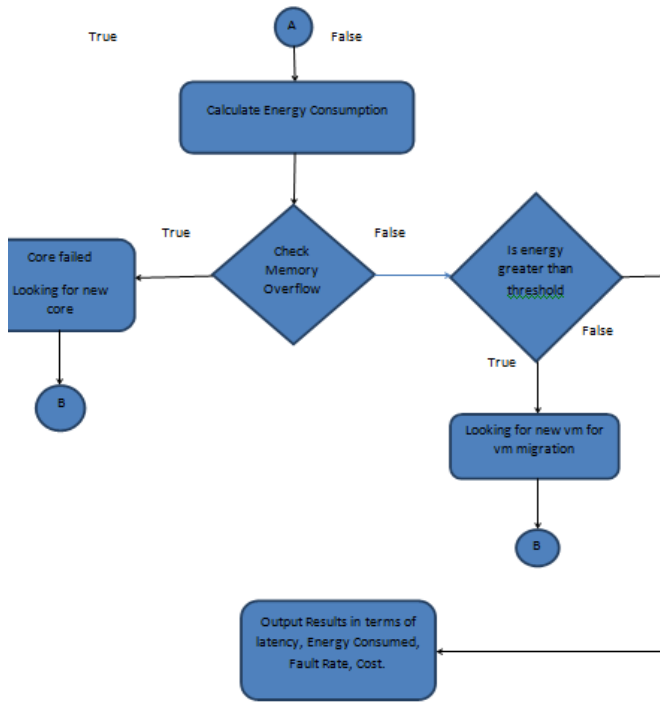 True
A
False
Calculate Energy Consumption
True
False
Core failed
Looking for new
core
Check
Memory
Overflow
Is energy
greater than
threshold
False
True
B
Looking for new vm for
vm migration
B
Output Results in terms of
latency, Energy Consumed,
Fault Rate, Cost.